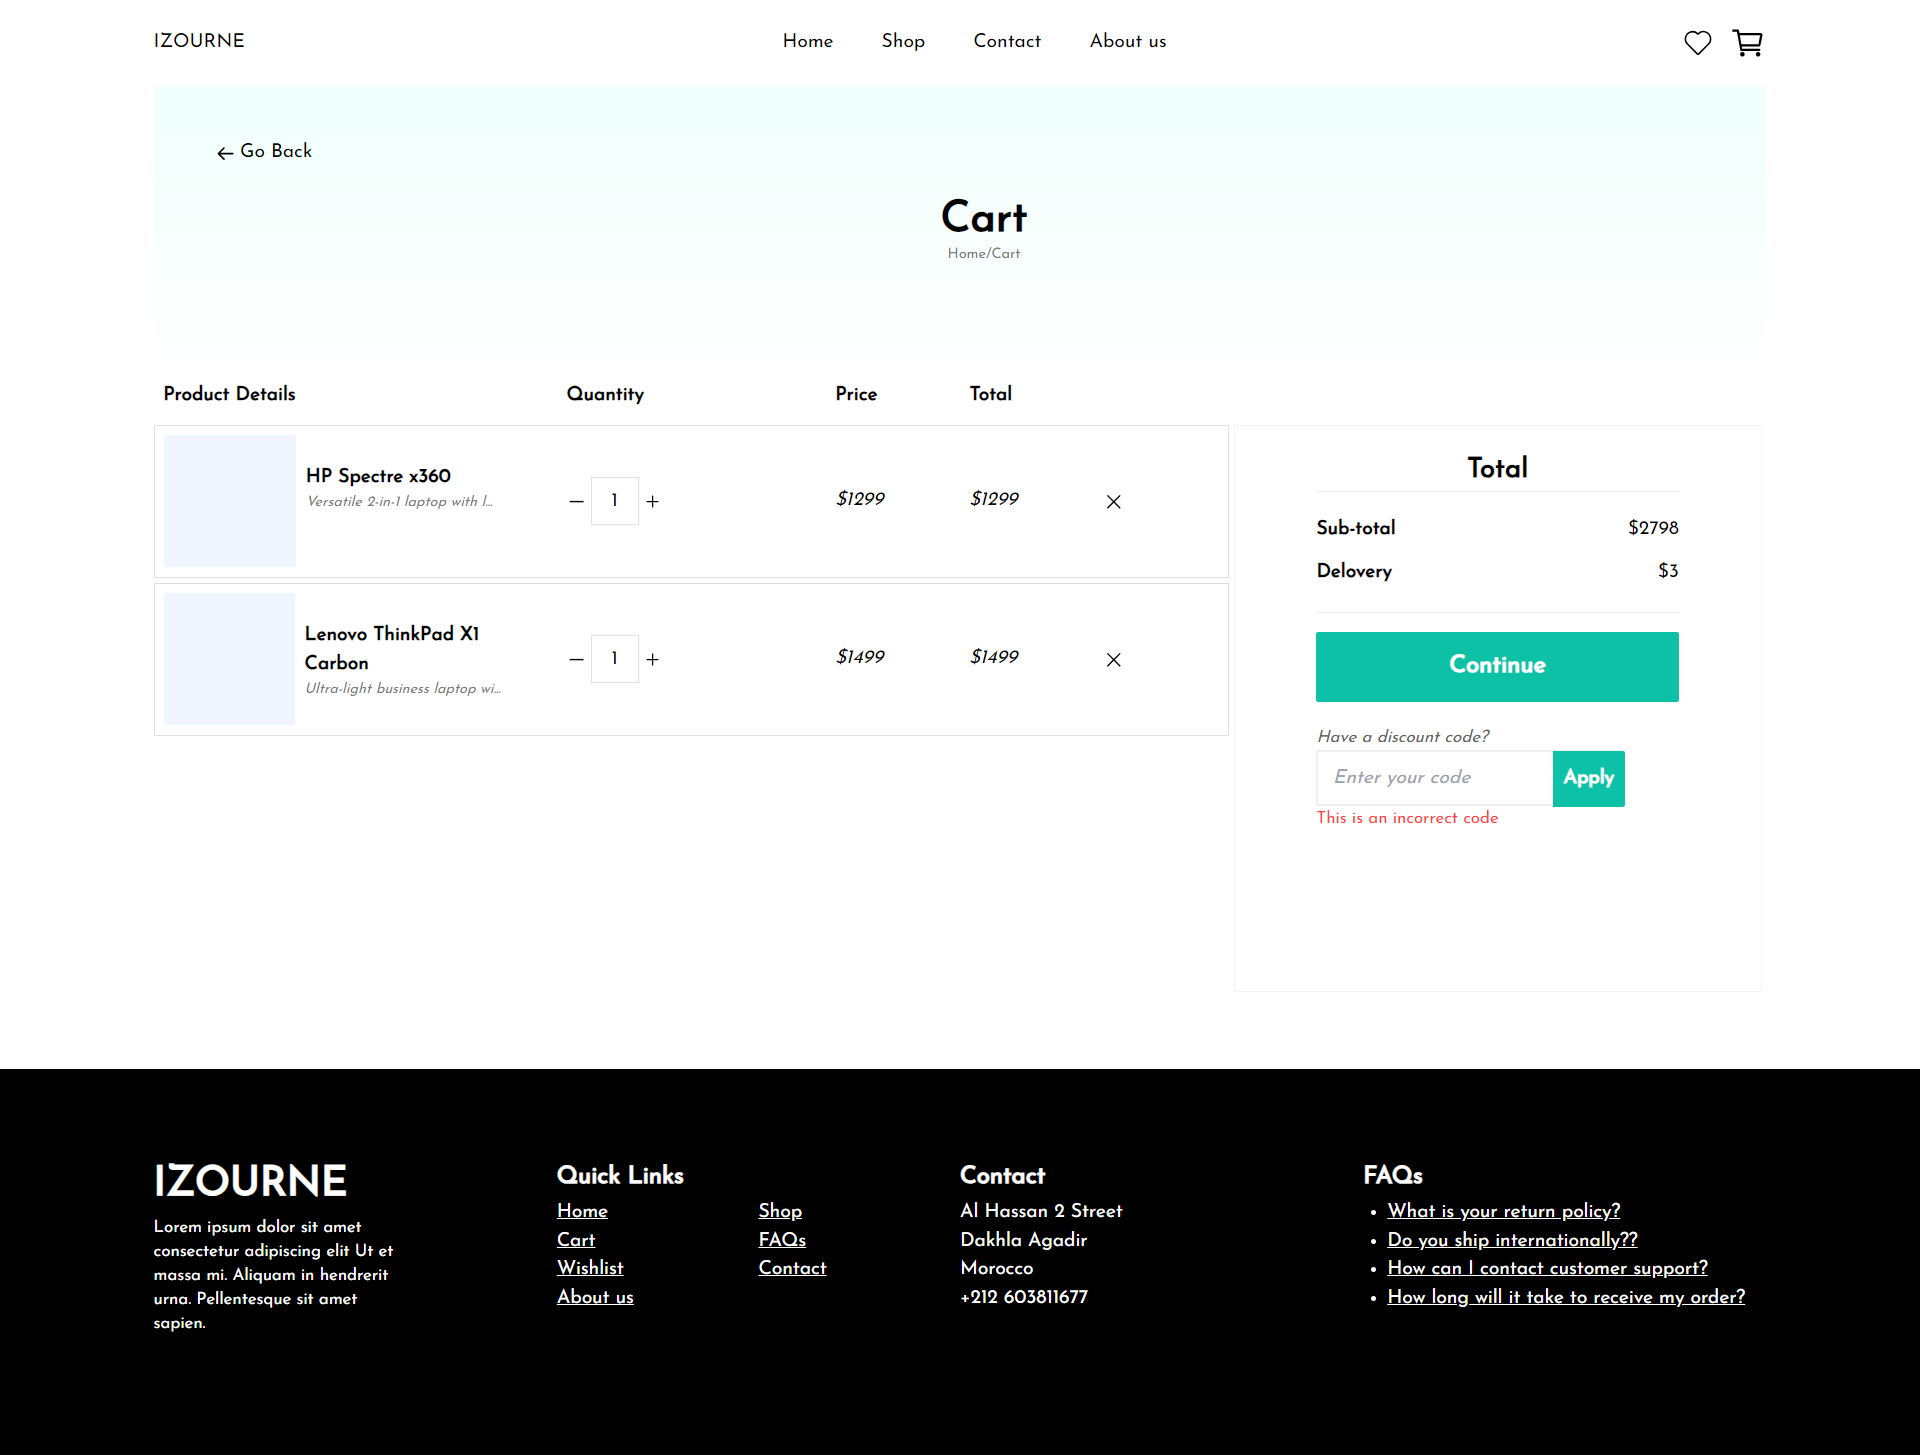 IZOURNE
Home Shop Contact About us
Go Back
Cart
Home/Cart
Product Details Quantity Price Total
HP Spectre x360
Versatile 2-in-1 laptop with l...
1
$1299 $1299
Lenovo ThinkPad X1
Carbon
Ultra-light business laptop wi...
1
$1499 $1499
Total
Sub-total $2798
Delovery $3
Continue
Have a discount code?
Enter your code Apply
This is an incorrect code
IZOURNE
Lorem ipsum dolor sit amet
consectetur adipiscing elit Ut et
massa mi. Aliquam in hendrerit
urna. Pellentesque sit amet
sapien.
Quick Links
Home
Cart
Wishlist
About us
Shop
FAQs
Contact
Contact
Al Hassan 2 Street
Dakhla Agadir
Morocco
+212 603811677
FAQs
• What is your return policy?
• Do you ship internationally??
• How can I contact customer support?
• How long will it take to receive my order?